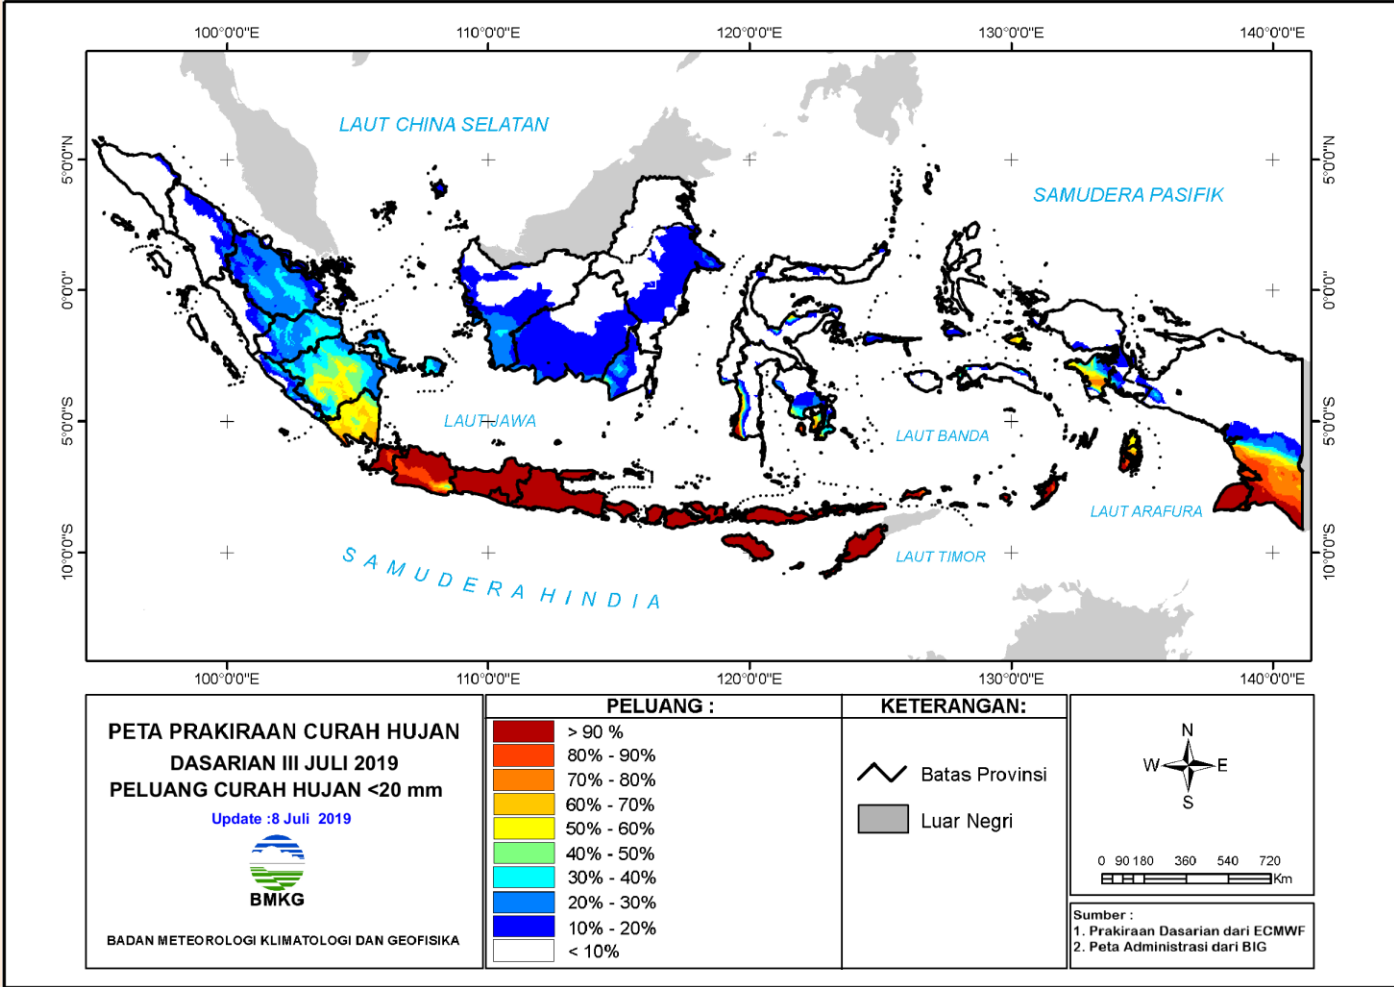 100°0'0"E 110°0'0"E 120°0'0"E 130°0'0"E 140°0'0"E
LAUT CHINA SELATAN
5°0'0"N 5°0'0"N
SAMUDERA PASIFIK
0°0'0" 0°0'0"
LAUT JAWA
LAUT BANDA
5°0'0"S 5°0'0"S
LAUT ARAFURA
10°0'0"S 10°0'0"S
LAUT TIMOR
SAMUDERA HINDIA
100°0'0"E 110°0'0"E 120°0'0"E 130°0'0"E 140°0'0"E
PETA PRAKIRAAN CURAH HUJAN
DASARIAN III JULI 2019
PELUANG CURAH HUJAN <20 mm
Update :8 Juli 2019
BMKG
BADAN METEOROLOGI KLIMATOLOGI DAN GEOFISIKA
PELUANG :
> 90 %
80% - 90%
70% - 80%
60% - 70%
50% - 60%
40% - 50%
30% - 40%
20% - 30%
10% - 20%
< 10%
KETERANGAN:
Batas Provinsi
Luar Negri
N
W E
S
0 90 180 360 540 720
Km
Sumber :
1. Prakiraan Dasarian dari ECMWF
2. Peta Administrasi dari BIG